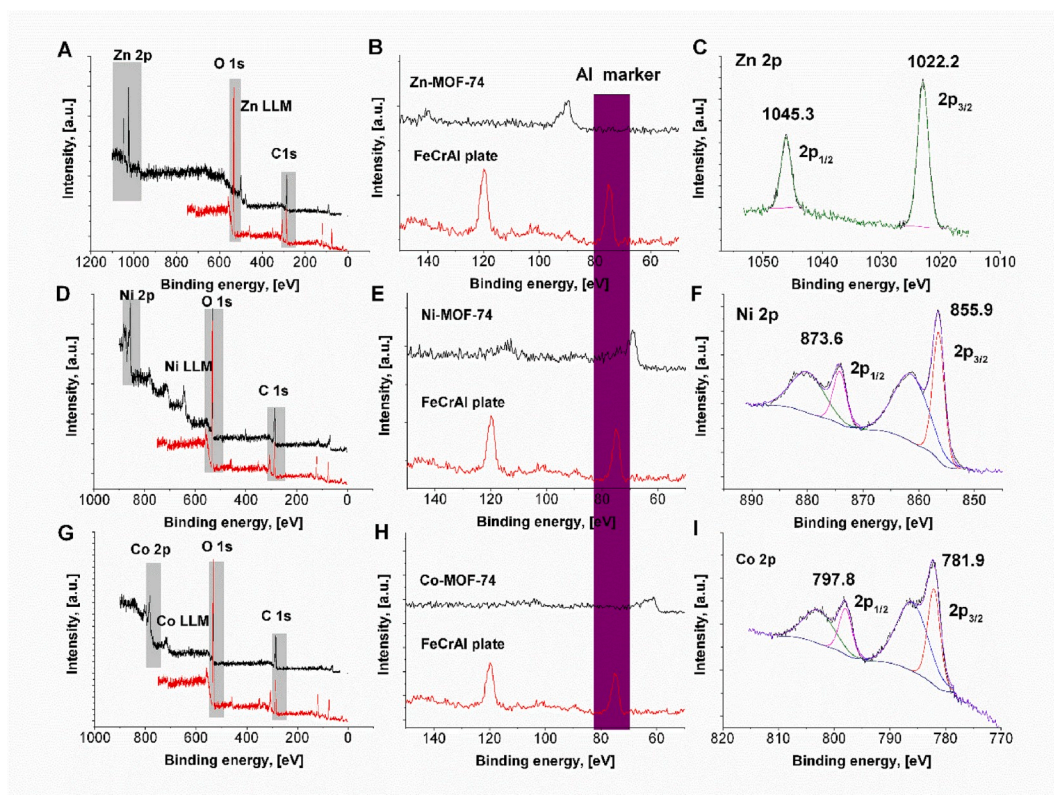 A
Zn 2p
O 1s
Zn LLM
C1s
Intensity, [a.u.]
1200 1000 800 600 400 200 0
Binding energy, [eV]
B
Al marker
Zn-MOF-74
FeCrAl plate
Intensity, [a.u.]
140 120 100 80 60
Binding energy, [eV]
C
Zn 2p
1022.2
2p3/2
1045.3
2p1/2
Intensity, [a.u.]
1050 1040 1030 1020 1010
Binding energy, [eV]
D
Ni 2p
O 1s
Ni LLM
C 1s
Intensity, [a.u.]
1000 800 600 400 200 0
Binding energy, [eV]
E
Ni-MOF-74
FeCrAl plate
Intensity, [a.u.]
140 120 100 80 60
Binding energy, [eV]
F
Ni 2p
855.9
2p3/2
873.6
2p1/2
Intensity, [a.u.]
890 880 870 860 850
Binding energy, [eV]
G
Co 2p
O 1s
Co LLM
C 1s
Intensity, [a.u.]
1000 800 600 400 200 0
Binding energy, [eV]
H
Co-MOF-74
FeCrAl plate
Intensity, [a.u.]
140 120 100 80 60
Binding energy, [eV]
I
Co 2p
781.9
797.8
2p1/2
2p3/2
Intensity, [a.u.]
820 810 800 790 780 770
Binding energy, [eV]